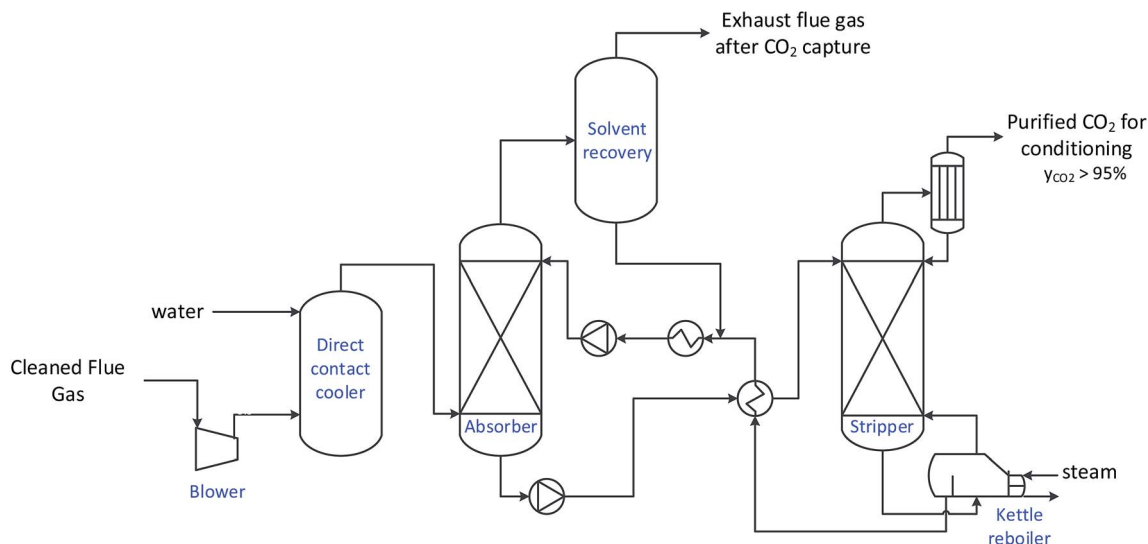 Exhaust flue gas
after CO₂ capture
Solvent
recovery
Purified CO₂ for
conditioning
yCO2 > 95%
water
Direct
contact
cooler
Cleaned Flue
Gas
Absorber
Stripper
Blower
steam
Kettle
reboiler